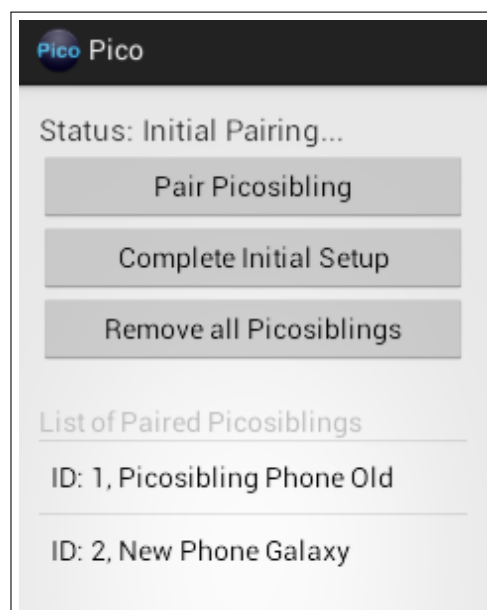 Pico Pico
Status: Initial Pairing...
Pair Picosibling
Complete Initial Setup
Remove all Picosiblings
List of Paired Picosiblings
ID: 1, Picosibling Phone Old
ID: 2, New Phone Galaxy